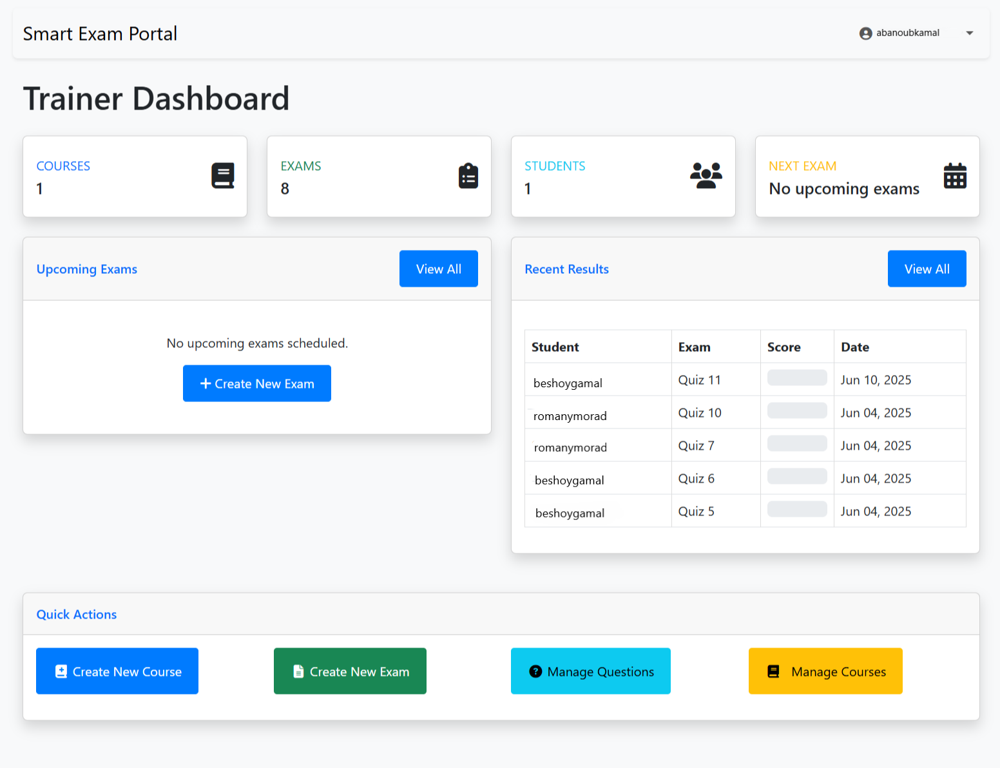 Smart Exam Portal
abanoubkamal
Trainer Dashboard
COURSES
1
EXAMS
8
STUDENTS
1
NEXT EXAM
No upcoming exams
Upcoming Exams
View All
No upcoming exams scheduled.
Create New Exam
Recent Results
View All
Student Exam Score Date
beshoygamal Quiz 11 Jun 10, 2025
romanymorad Quiz 10 Jun 04, 2025
romanymorad Quiz 7 Jun 04, 2025
beshoygamal Quiz 6 Jun 04, 2025
beshoygamal Quiz 5 Jun 04, 2025
Quick Actions
Create New Course
Create New Exam
Manage Questions
Manage Courses